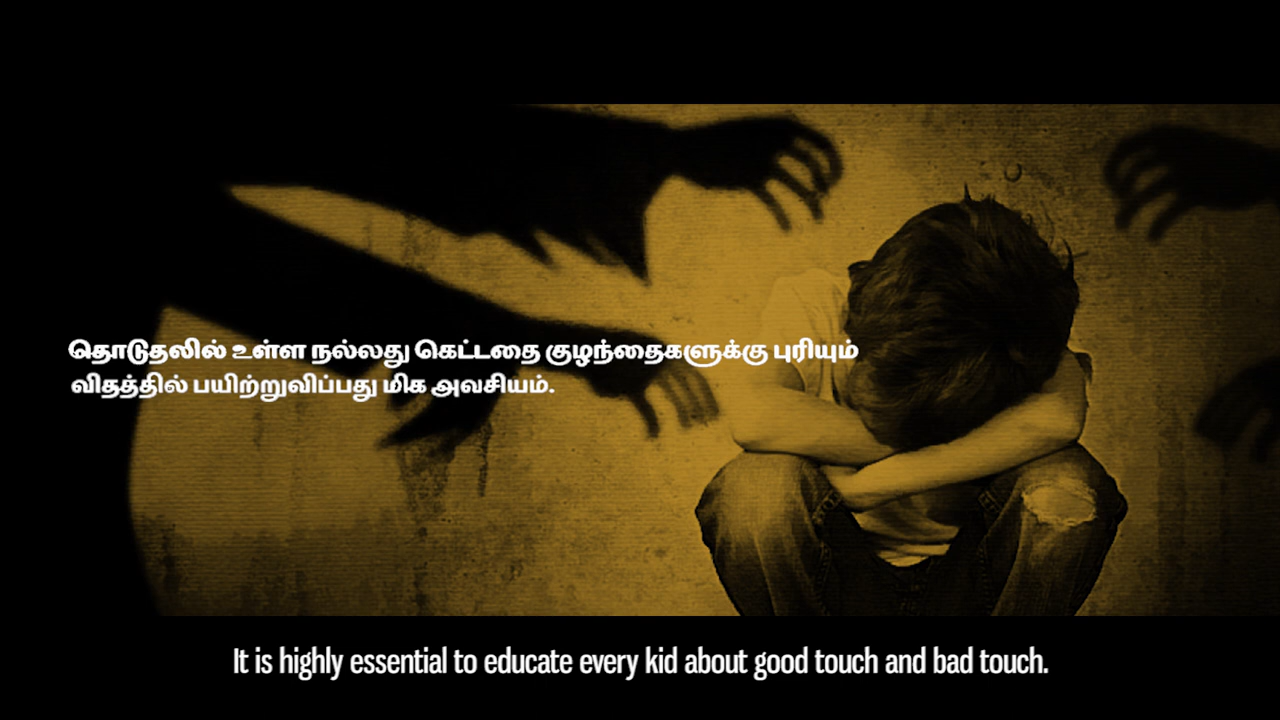 தொடுதலில் உள்ள நல்லது கெட்டதை குழந்தைகளுக்கு புரியும்
விதத்தில் பயிற்றுவிப்பது மிக அவசியம்.
It is highly essential to educate every kid about good touch and bad touch.